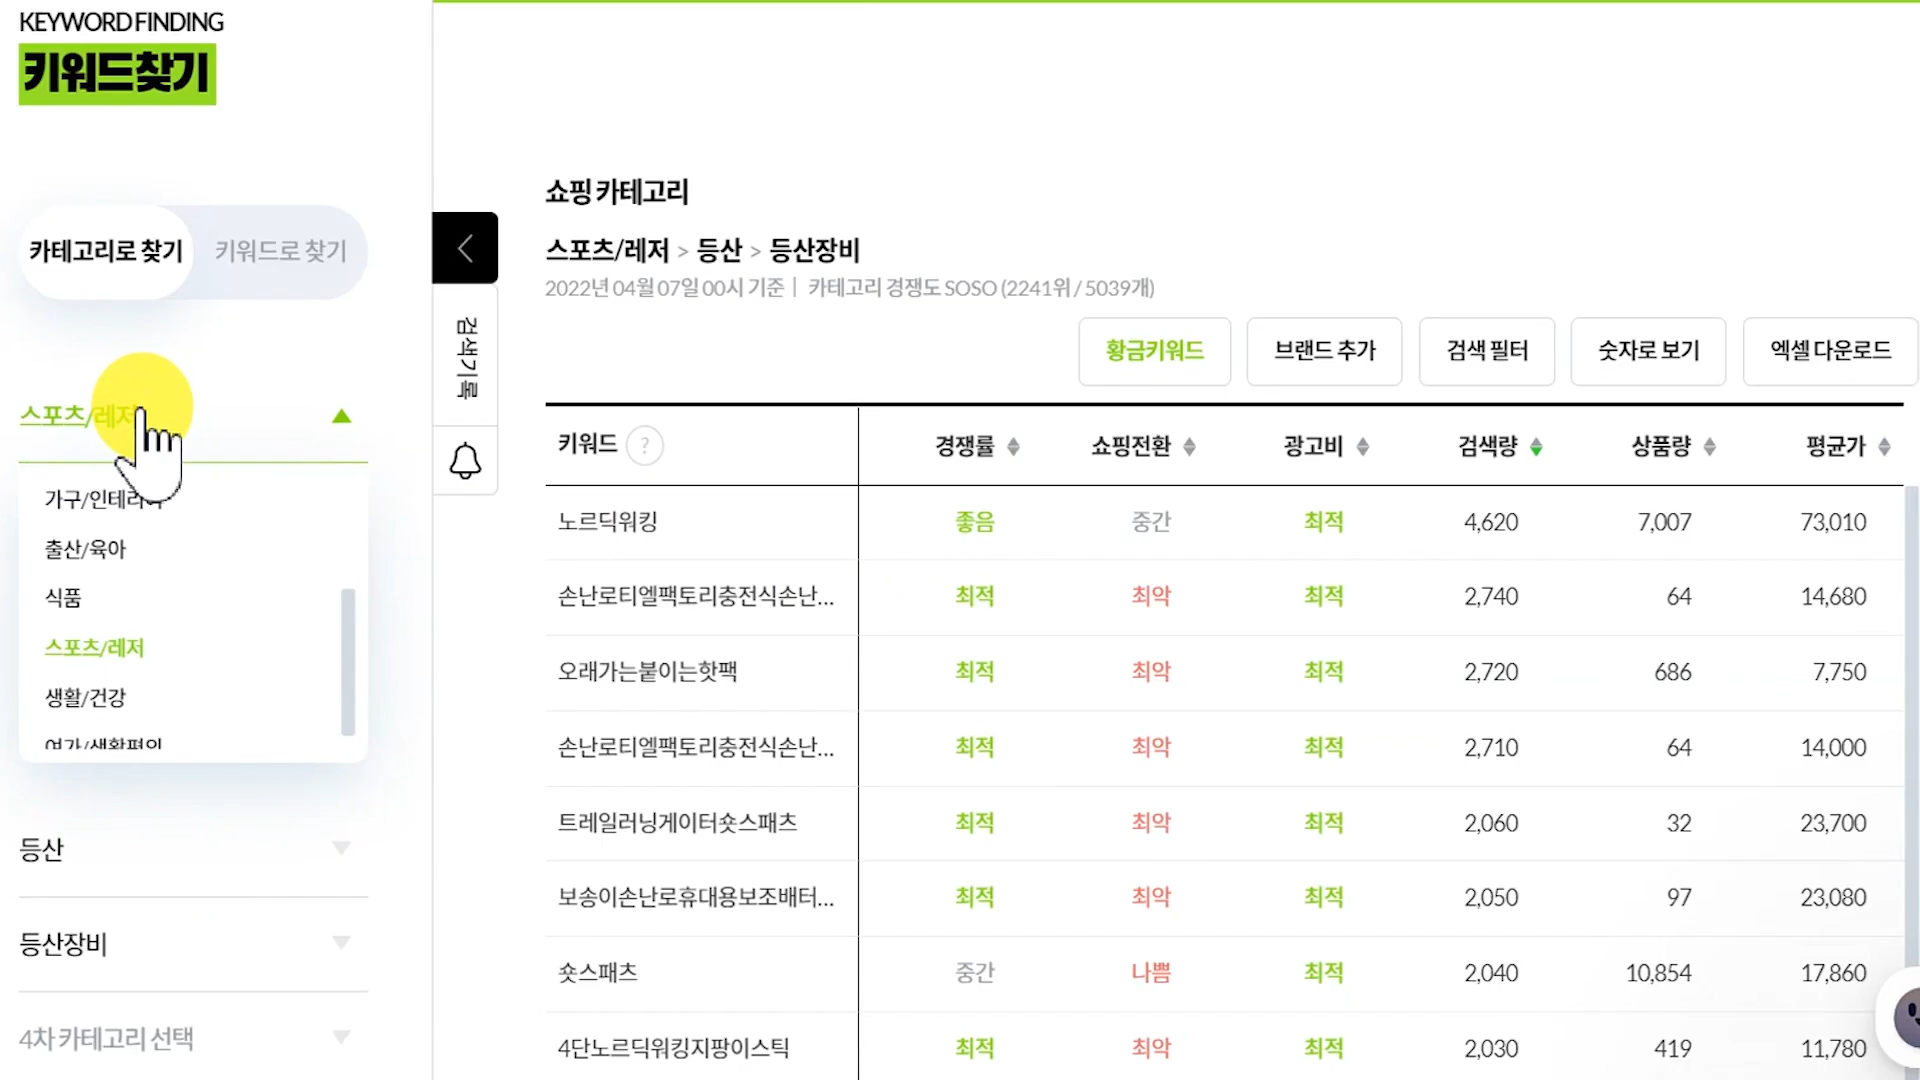 KEYWORD FINDING
키워드찾기
카테고리로 찾기 키워드로 찾기
스포츠/레저
가구/인테리어
출산/육아
식품
스포츠/레저
생활/건강
여가/생활편의
등산
등산장비
4차 카테고리 선택
검색기록
쇼핑 카테고리
스포츠/레저 > 등산 > 등산장비
2022년 04월 07일 00시 기준 | 카테고리 경쟁도 SOSO (2241위 / 5039개)
황금키워드 브랜드 추가 검색 필터 숫자로 보기 엑셀 다운로드
키워드 ? 경쟁률 쇼핑전환 광고비 검색량 상품량 평균가
노르딕워킹 좋음 중간 최적 4,620 7,007 73,010
손난로티엘팩토리충전식손난... 최적 최악 최적 2,740 64 14,680
오래가는붙이는핫팩 최적 최악 최적 2,720 686 7,750
손난로티엘팩토리충전식손난... 최적 최악 최적 2,710 64 14,000
트레일러닝게이터숏스패츠 최적 최악 최적 2,060 32 23,700
보송이손난로휴대용보조배터... 최적 최악 최적 2,050 97 23,080
숏스패츠 중간 나쁨 최적 2,040 10,854 17,860
4단노르딕워킹지팡이스틱 최적 최악 최적 2,030 419 11,780